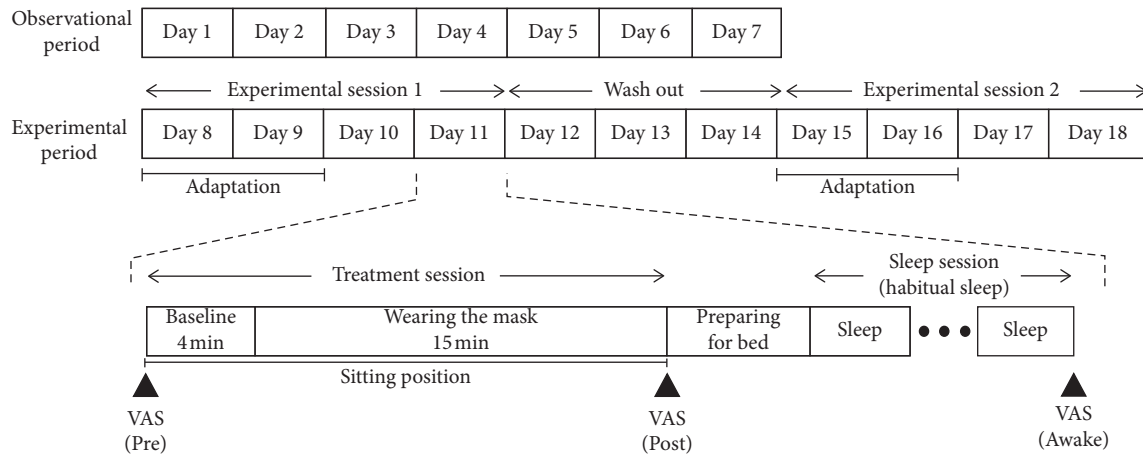 Observational
period
Day 1 Day 2 Day 3 Day 4 Day 5 Day 6 Day 7
Experimental session 1 Wash out Experimental session 2
Experimental
period
Day 8 Day 9 Day 10 Day 11 Day 12 Day 13 Day 14 Day 15 Day 16 Day 17 Day 18
Adaptation Adaptation
Treatment session
Sleep session
(habitual sleep)
Baseline
4 min
Wearing the mask
15 min
Preparing
for bed
Sleep Sleep
Sitting position
VAS
(Pre)
VAS
(Post)
VAS
(Awake)